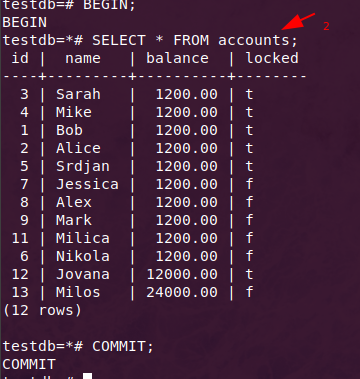 testdb=# BEGIN;
BEGIN
testdb=*# SELECT * FROM accounts;
2
 id |  name   | balance  | locked
----+---------+----------+--------
  3 | Sarah   |  1200.00 | t
  4 | Mike    |  1200.00 | t
  1 | Bob     |  1200.00 | t
  2 | Alice   |  1200.00 | t
  5 | Srdjan  |  1200.00 | t
  7 | Jessica |  1200.00 | f
  8 | Alex    |  1200.00 | f
  9 | Mark    |  1200.00 | f
 11 | Milica  |  1200.00 | f
  6 | Nikola  |  1200.00 | f
 12 | Jovana  | 12000.00 | t
 13 | Milos   | 24000.00 | f
(12 rows)
testdb=*# COMMIT;
COMMIT
testdb=#